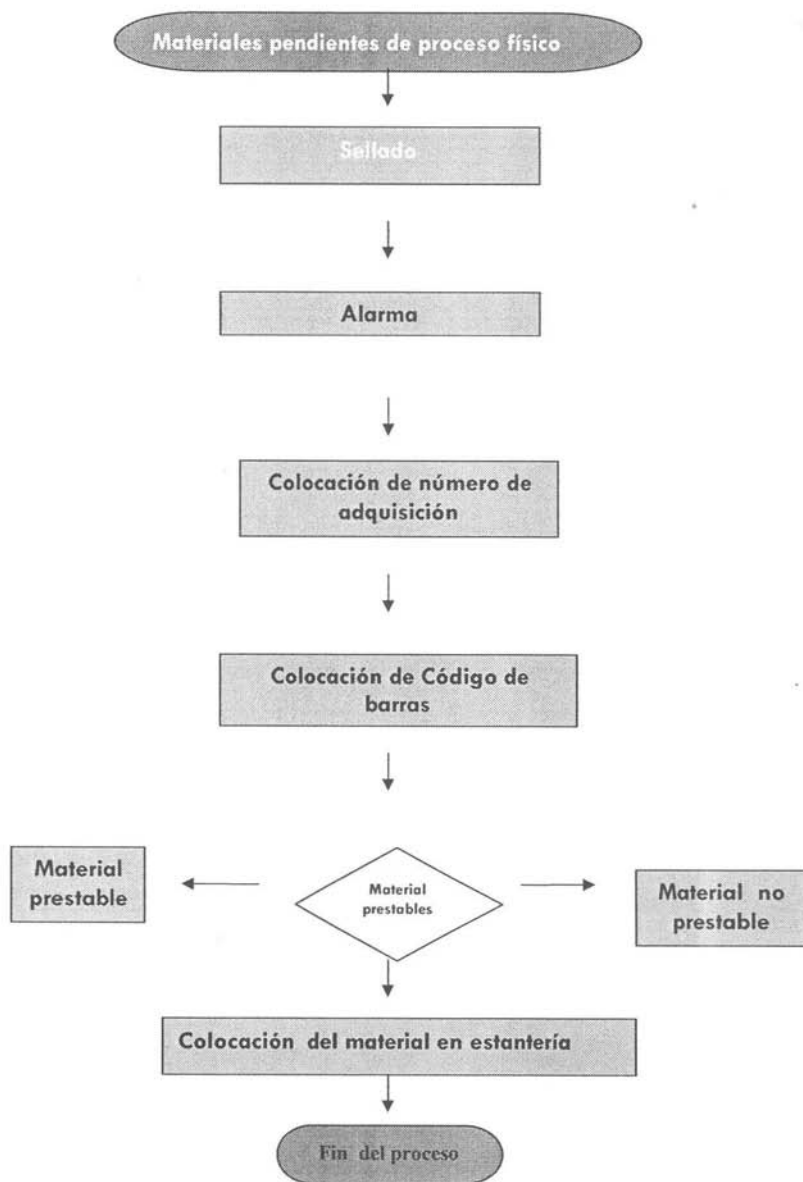 Materiales pendientes de proceso físico
Sellado
Alarma
Colocación de número de
adquisición
Colocación de Código de
barras
Material
prestable
Material
prestables
Material no
prestable
Colocación del material en estantería
Fin del proceso